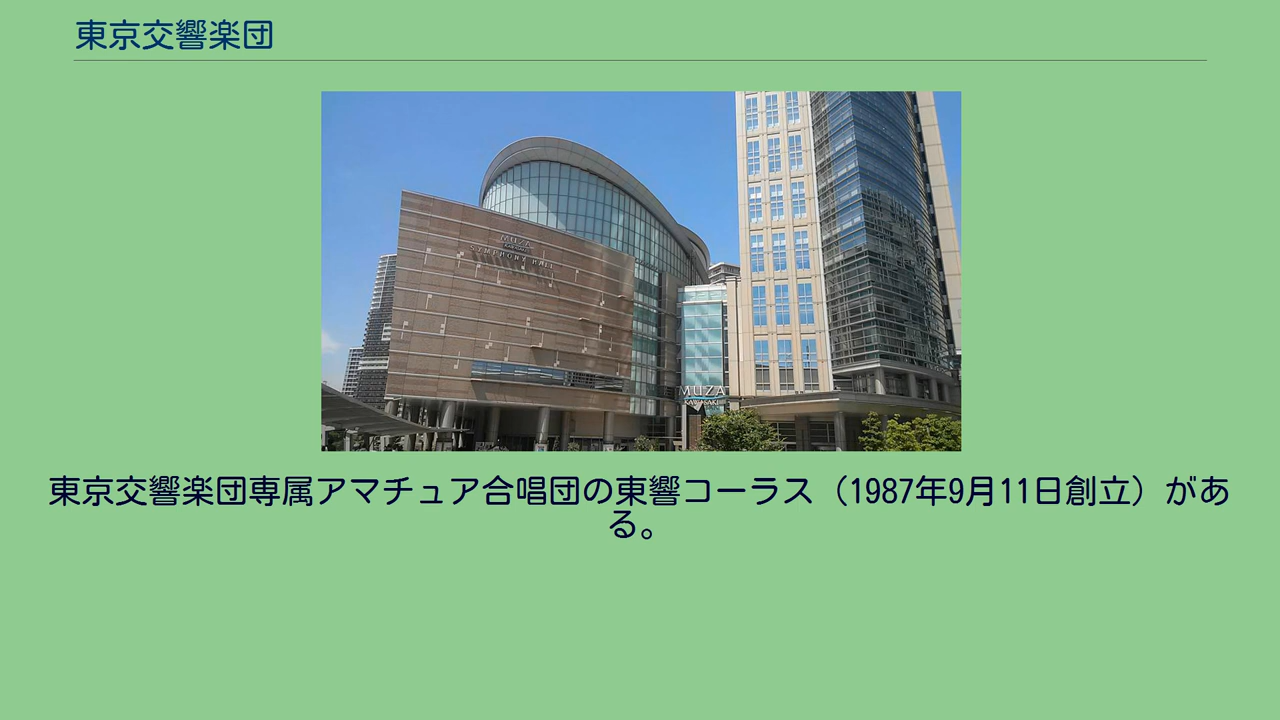 東京交響楽団
MUZA
SYMPHONY HALL
MUZA
KAWASAKI
東京交響楽団専属アマチュア合唱団の東響コーラス（1987年9月11日創立）があ
る。